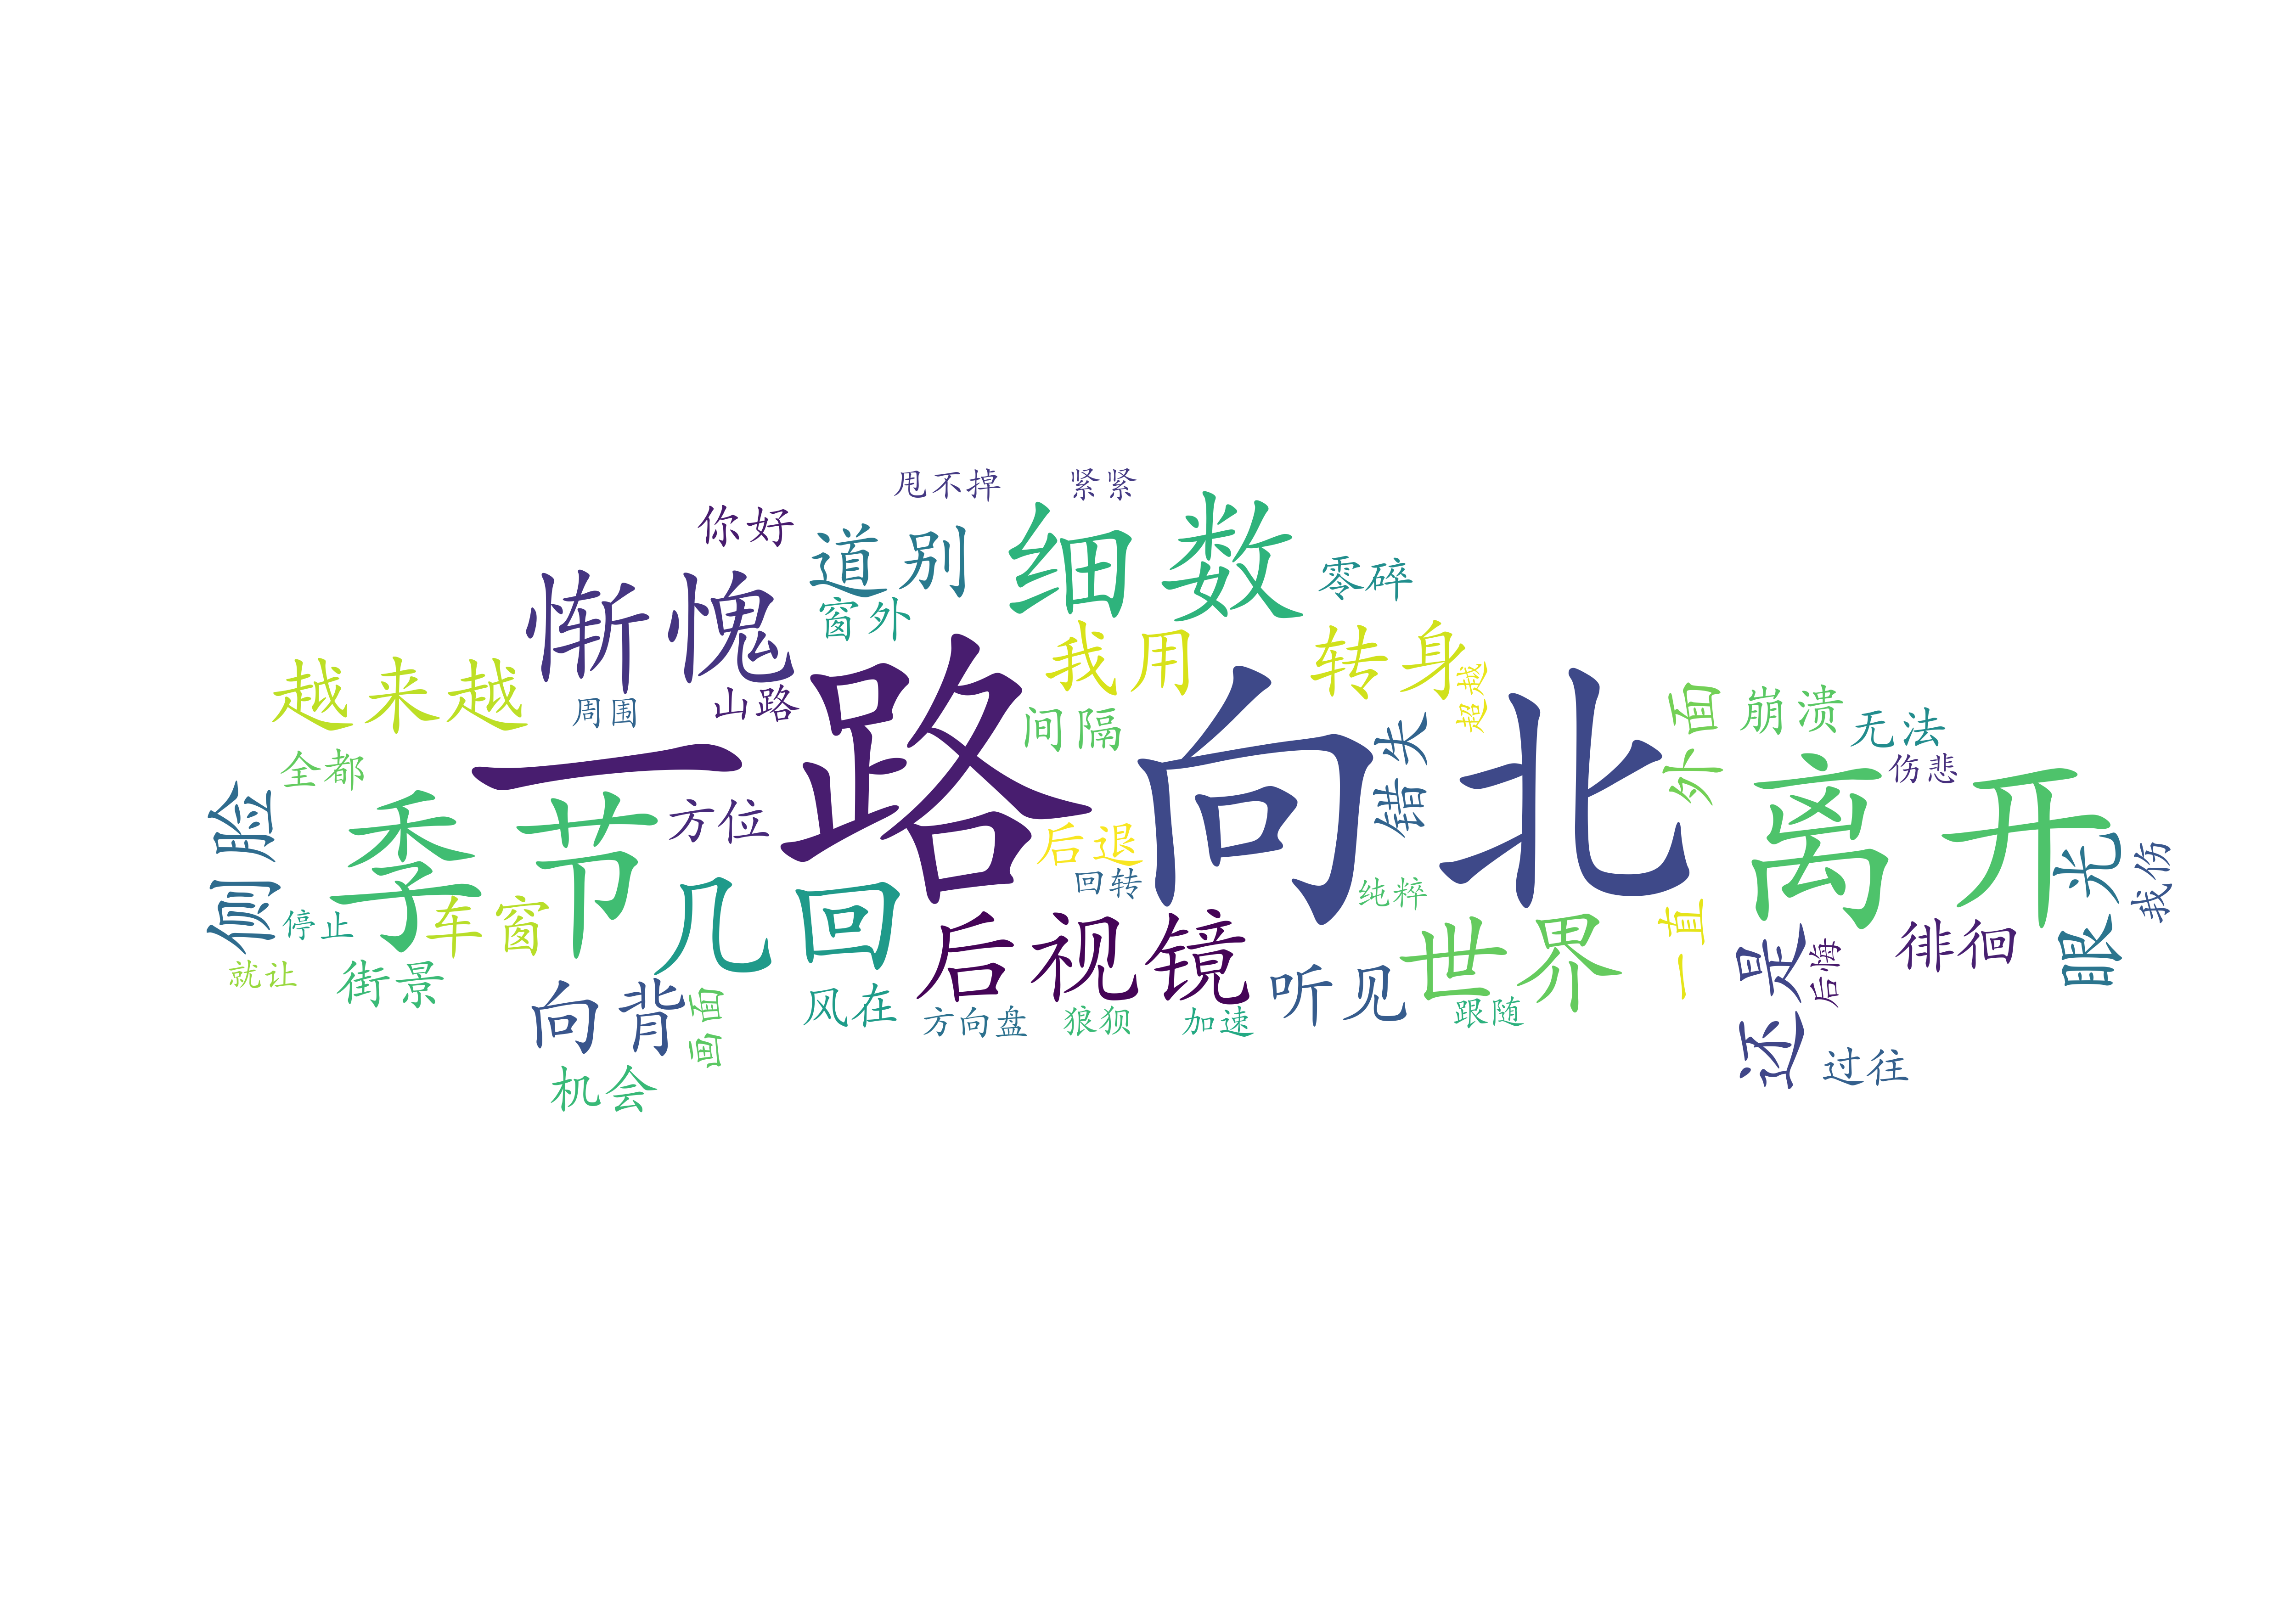 甩不掉
紧紧
你好
道别
细数
零碎
惭愧
窗外
我用
转身
越来越
周围
山路
间隔
超越
错失
外面
崩溃
无法
伤悲
全都
一路
向北
离开
侧脸
季节
方位
后退
回转
纯粹
眼光
我伤
停止
车窗
几回
后视镜
世界
一直
还是
后悔
徘徊
就让
街景
向背
画面
风在
方向盘
狼狈
加速
听见
跟随
机会
过往